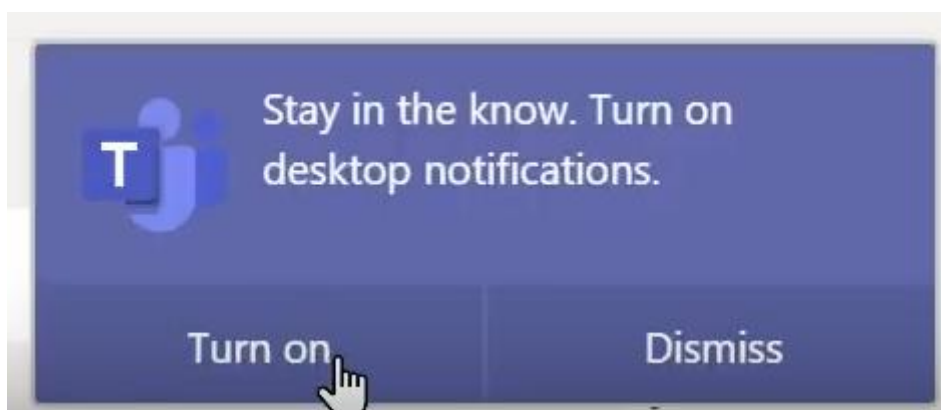 T
Stay in the know. Turn on
desktop notifications.
Turn on
Dismiss